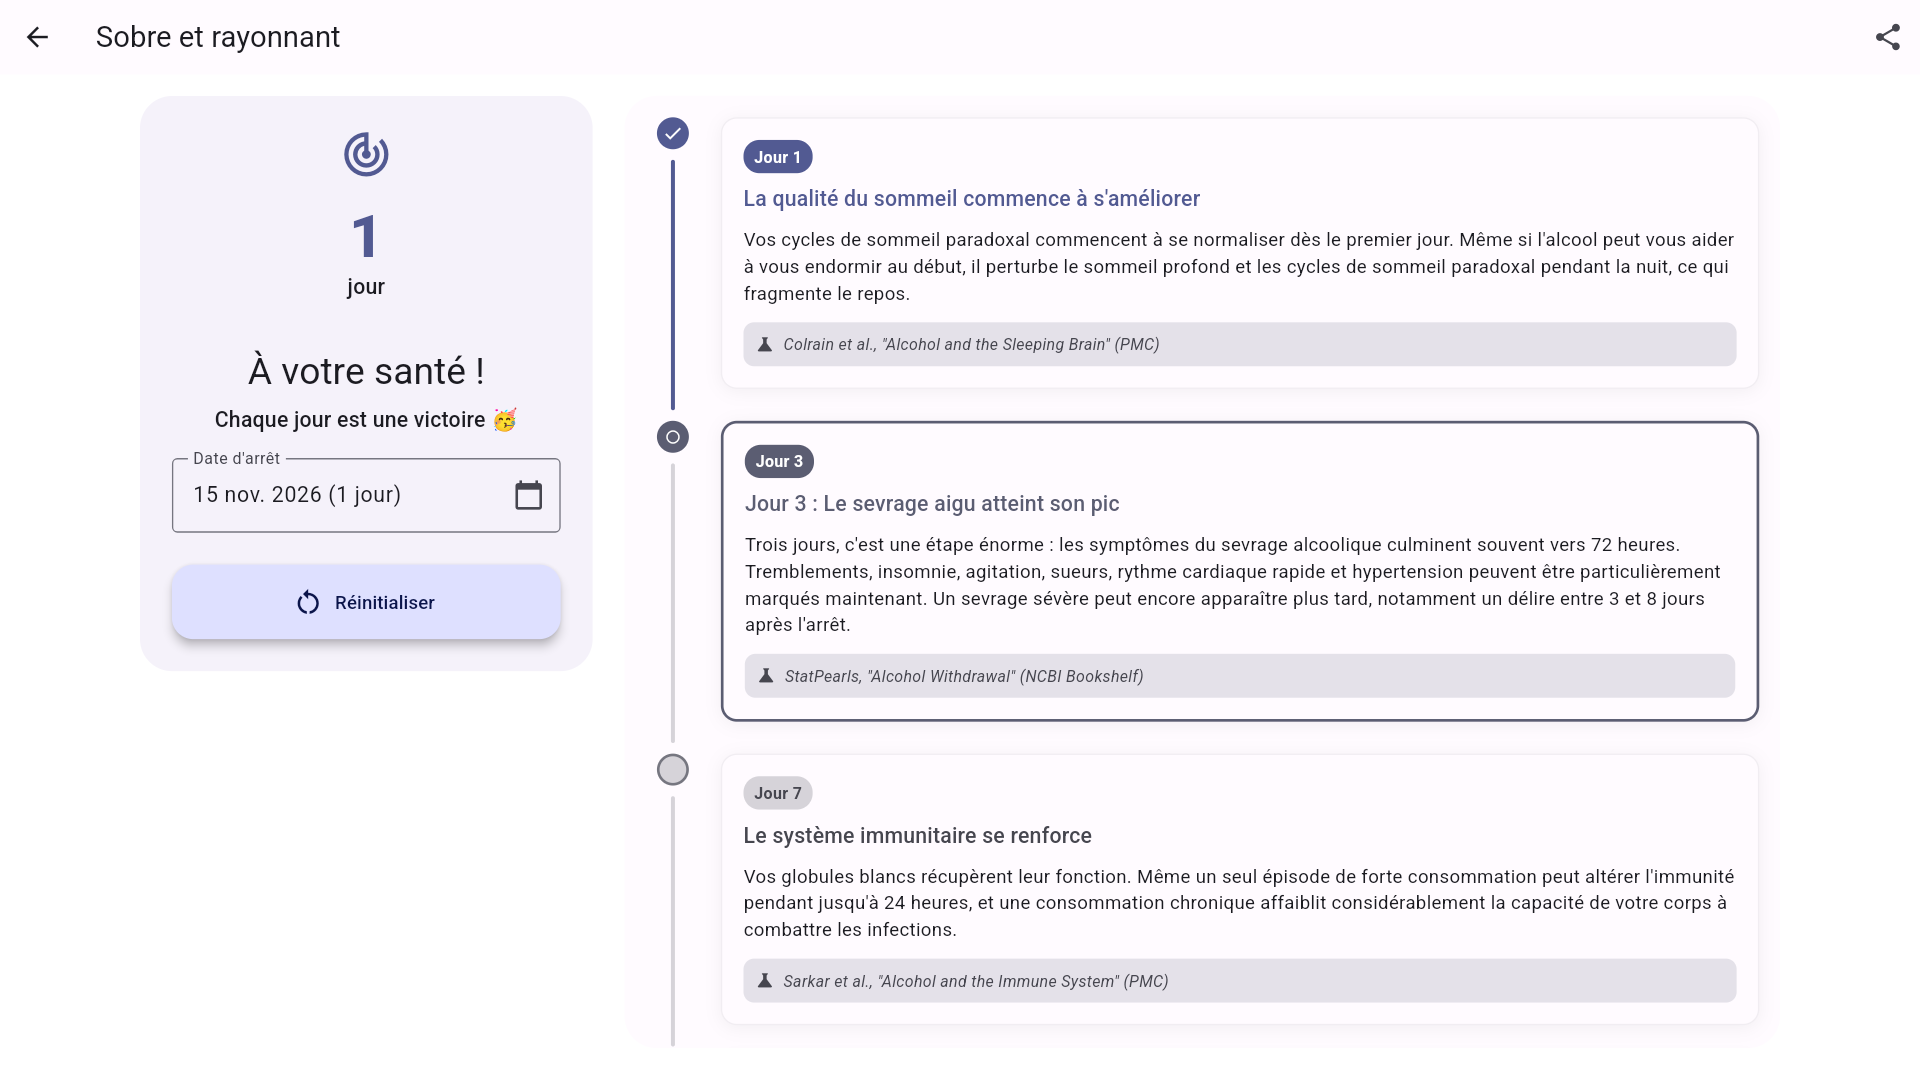 Sobre et rayonnant
1
jour
À votre santé !
Chaque jour est une victoire 🥳
Date d'arrêt
15 nov. 2026 (1 jour)
Réinitialiser
Jour 1
La qualité du sommeil commence à s'améliorer
Vos cycles de sommeil paradoxal commencent à se normaliser dès le premier jour. Même si l'alcool peut vous aider
à vous endormir au début, il perturbe le sommeil profond et les cycles de sommeil paradoxal pendant la nuit, ce qui
fragmente le repos.
Colrain et al., "Alcohol and the Sleeping Brain" (PMC)
Jour 3
Jour 3 : Le sevrage aigu atteint son pic
Trois jours, c'est une étape énorme : les symptômes du sevrage alcoolique culminent souvent vers 72 heures.
Tremblements, insomnie, agitation, sueurs, rythme cardiaque rapide et hypertension peuvent être particulièrement
marqués maintenant. Un sevrage sévère peut encore apparaître plus tard, notamment un délire entre 3 et 8 jours
après l'arrêt.
StatPearls, "Alcohol Withdrawal" (NCBI Bookshelf)
Jour 7
Le système immunitaire se renforce
Vos globules blancs récupèrent leur fonction. Même un seul épisode de forte consommation peut altérer l'immunité
pendant jusqu'à 24 heures, et une consommation chronique affaiblit considérablement la capacité de votre corps à
combattre les infections.
Sarkar et al., "Alcohol and the Immune System" (PMC)